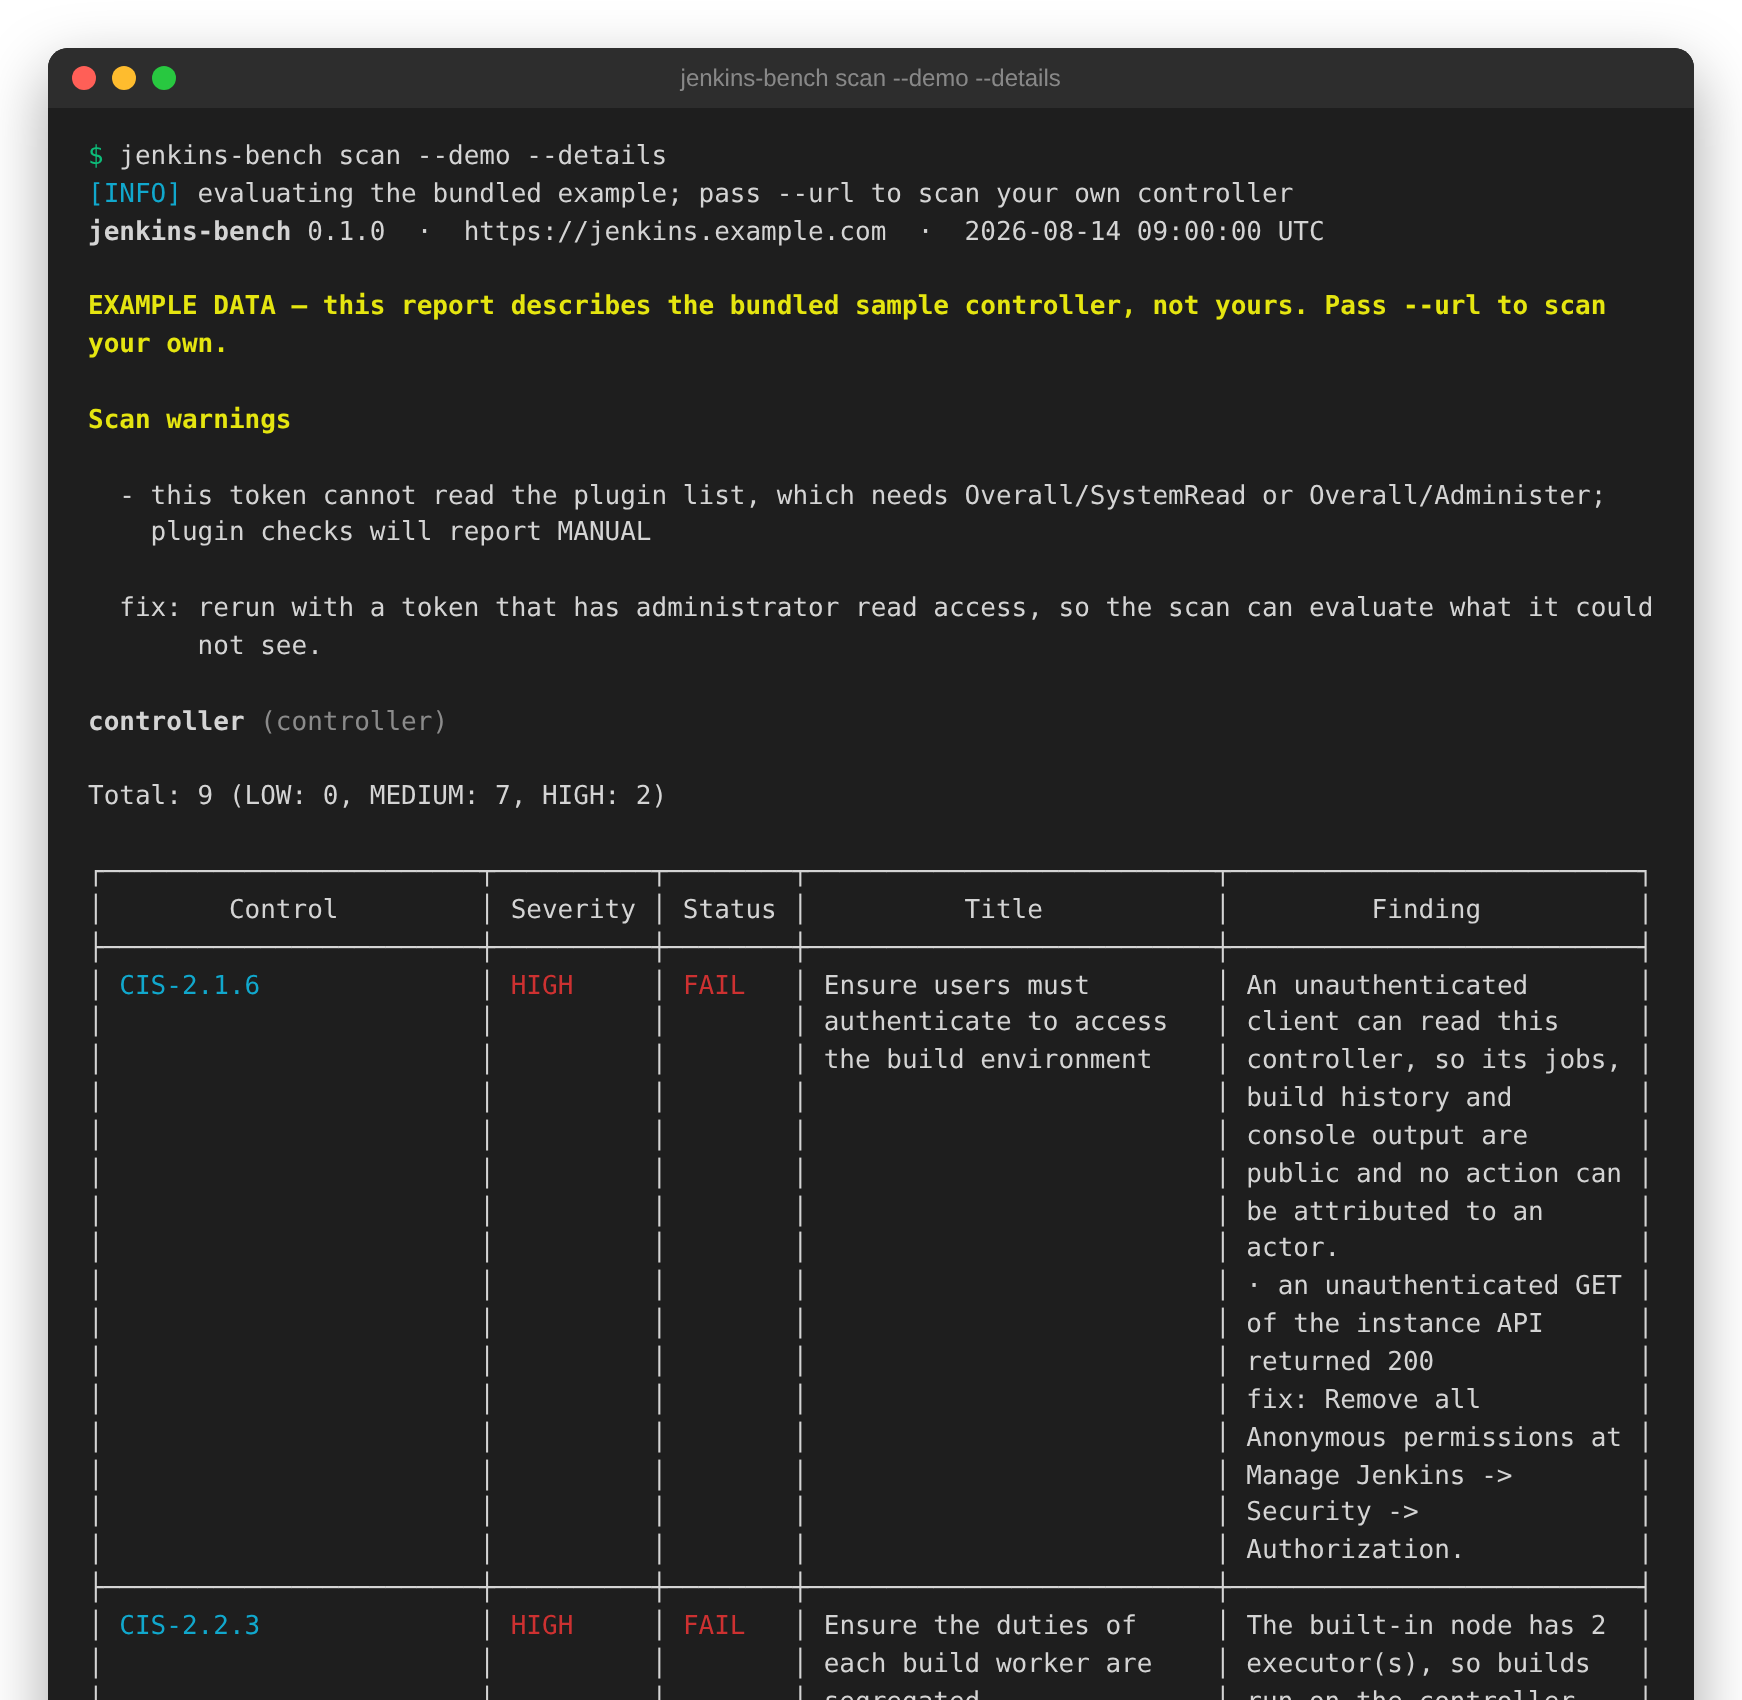 jenkins-bench scan --demo --details
$ jenkins-bench scan --demo --details
[INFO] evaluating the bundled example; pass --url to scan your own controller
jenkins-bench 0.1.0 · https://jenkins.example.com · 2026-08-14 09:00:00 UTC
EXAMPLE DATA — this report describes the bundled sample controller, not yours. Pass --url to scan
your own.
Scan warnings
- this token cannot read the plugin list, which needs Overall/SystemRead or Overall/Administer;
plugin checks will report MANUAL
fix: rerun with a token that has administrator read access, so the scan can evaluate what it could
not see.
controller (controller)
Total: 9 (LOW: 0, MEDIUM: 7, HIGH: 2)
Control Severity Status Title Finding
CIS-2.1.6 HIGH FAIL Ensure users must An unauthenticated
authenticate to access client can read this
the build environment controller, so its jobs,
build history and
console output are
public and no action can
be attributed to an
actor.
· an unauthenticated GET
of the instance API
returned 200
fix: Remove all
Anonymous permissions at
Manage Jenkins ->
Security ->
Authorization.
CIS-2.2.3 HIGH FAIL Ensure the duties of The built-in node has 2
each build worker are executor(s), so builds
segregated run on the controller